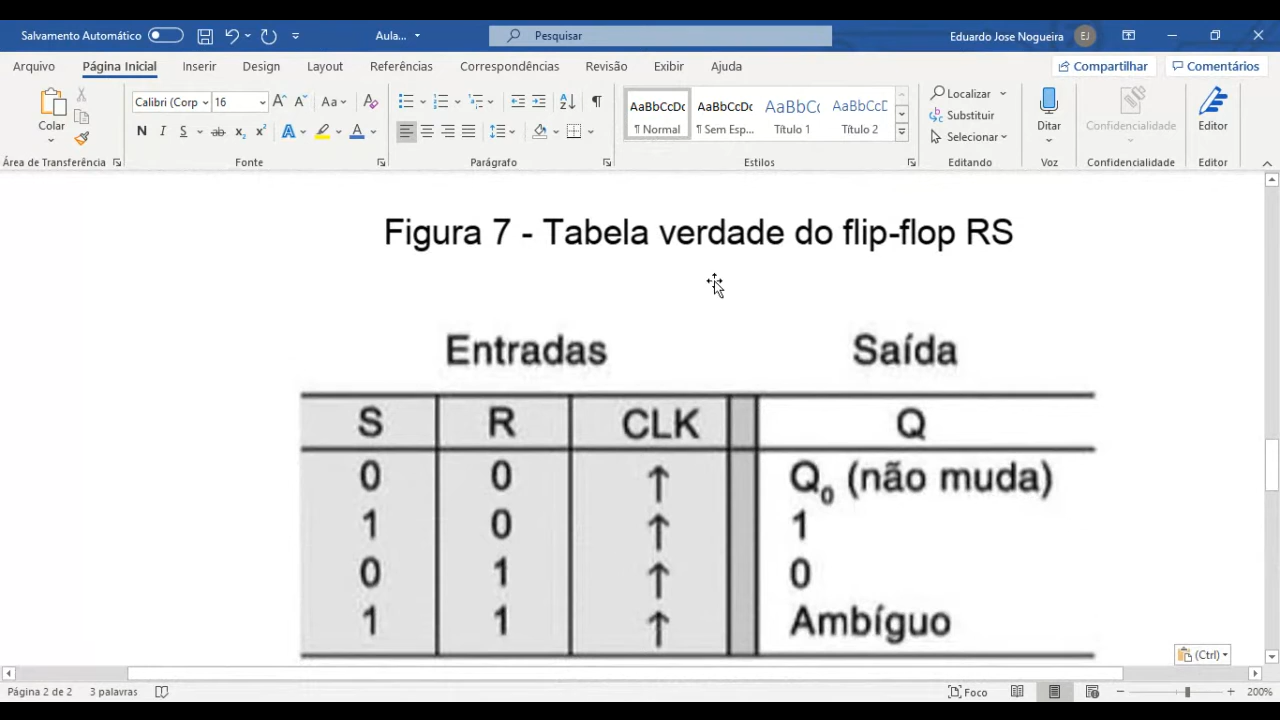 Salvamento Automático
Aula...
Pesquisar
Eduardo Jose Nogueira
EJ
Arquivo
Página Inicial
Inserir
Design
Layout
Referências
Correspondências
Revisão
Exibir
Ajuda
Compartilhar
Comentários
Colar
Área de Transferência
Calibri (Corp
16
Fonte
Parágrafo
AaBbCcDc AaBbCcDc AaBbC( AaBbCcD
¶ Normal ¶ Sem Esp... Título 1 Título 2
Estilos
Localizar
Substituir
Selecionar
Editando
Ditar
Voz
Confidencialidade
Confidencialidade
Editor
Editor
Figura 7 - Tabela verdade do flip-flop RS
Entradas Saída
S R CLK Q
0 0 ↑ Q₀ (não muda)
1 0 ↑ 1
0 1 ↑ 0
1 1 ↑ Ambíguo
(Ctrl)
Página 2 de 2 3 palavras Foco 200%